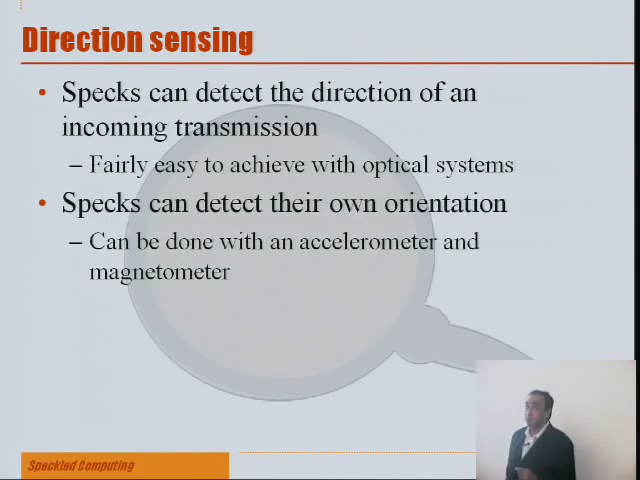 Direction sensing
• Specks can detect the direction of an
incoming transmission
– Fairly easy to achieve with optical systems
• Specks can detect their own orientation
– Can be done with an accelerometer and
magnetometer
Speckled Computing